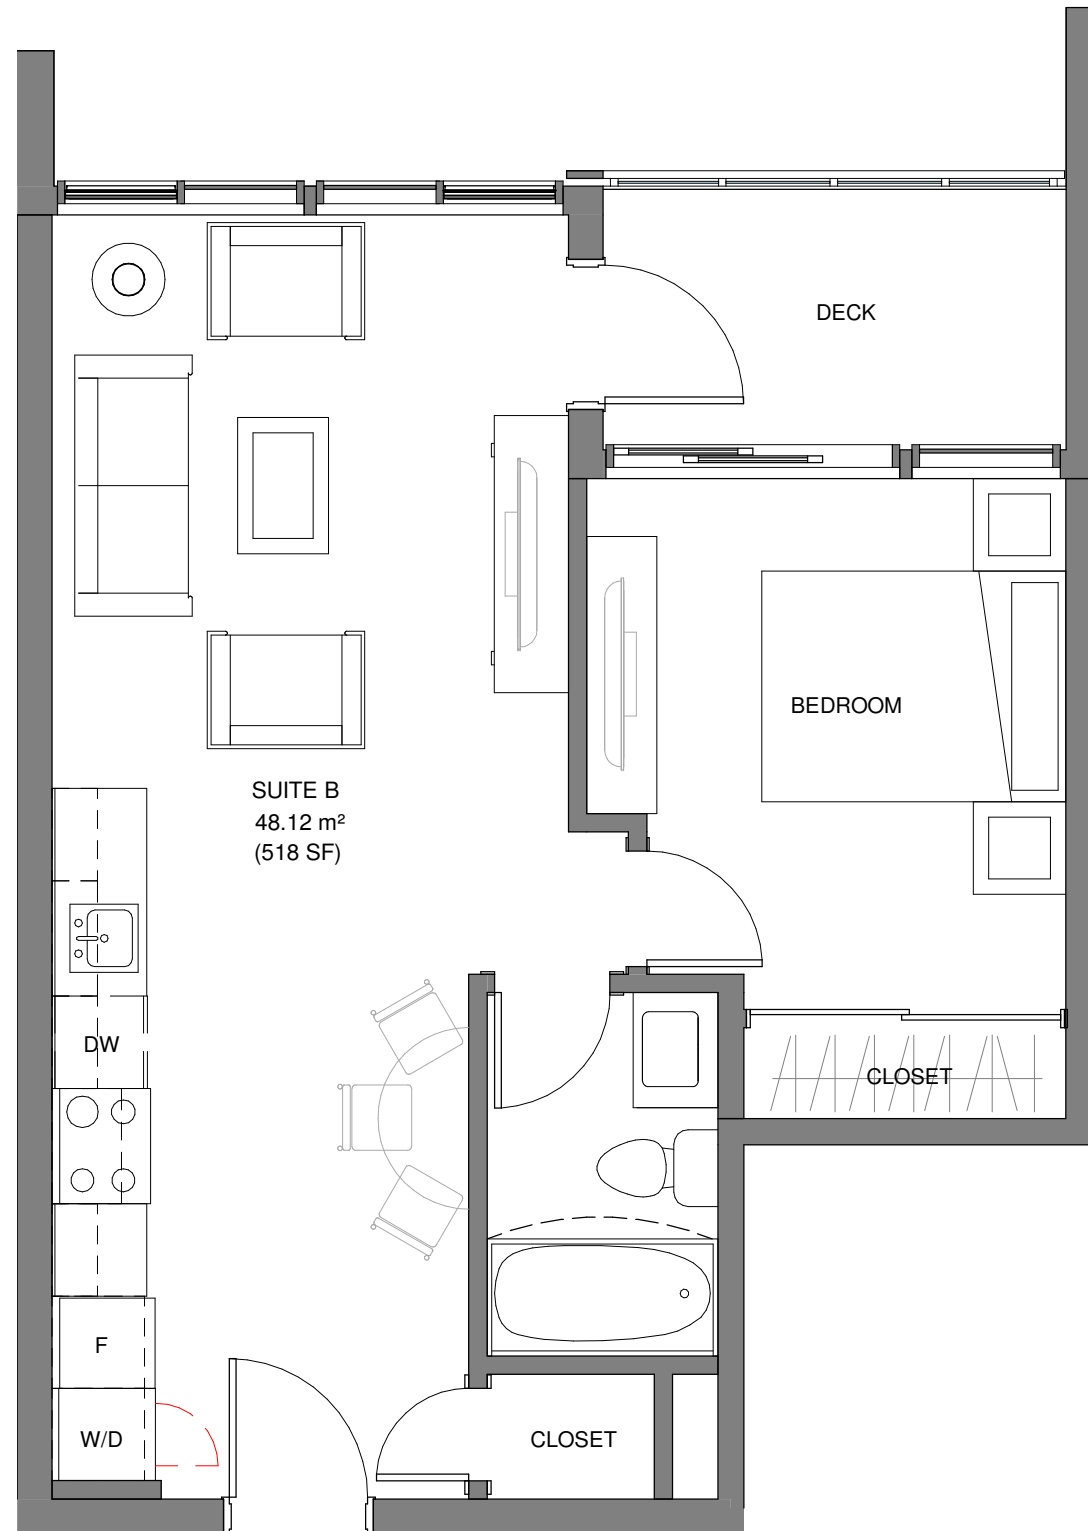 DECK
BEDROOM
SUITE B
48.12 m²
(518 SF)
DW
CLOSET
F
W/D
CLOSET